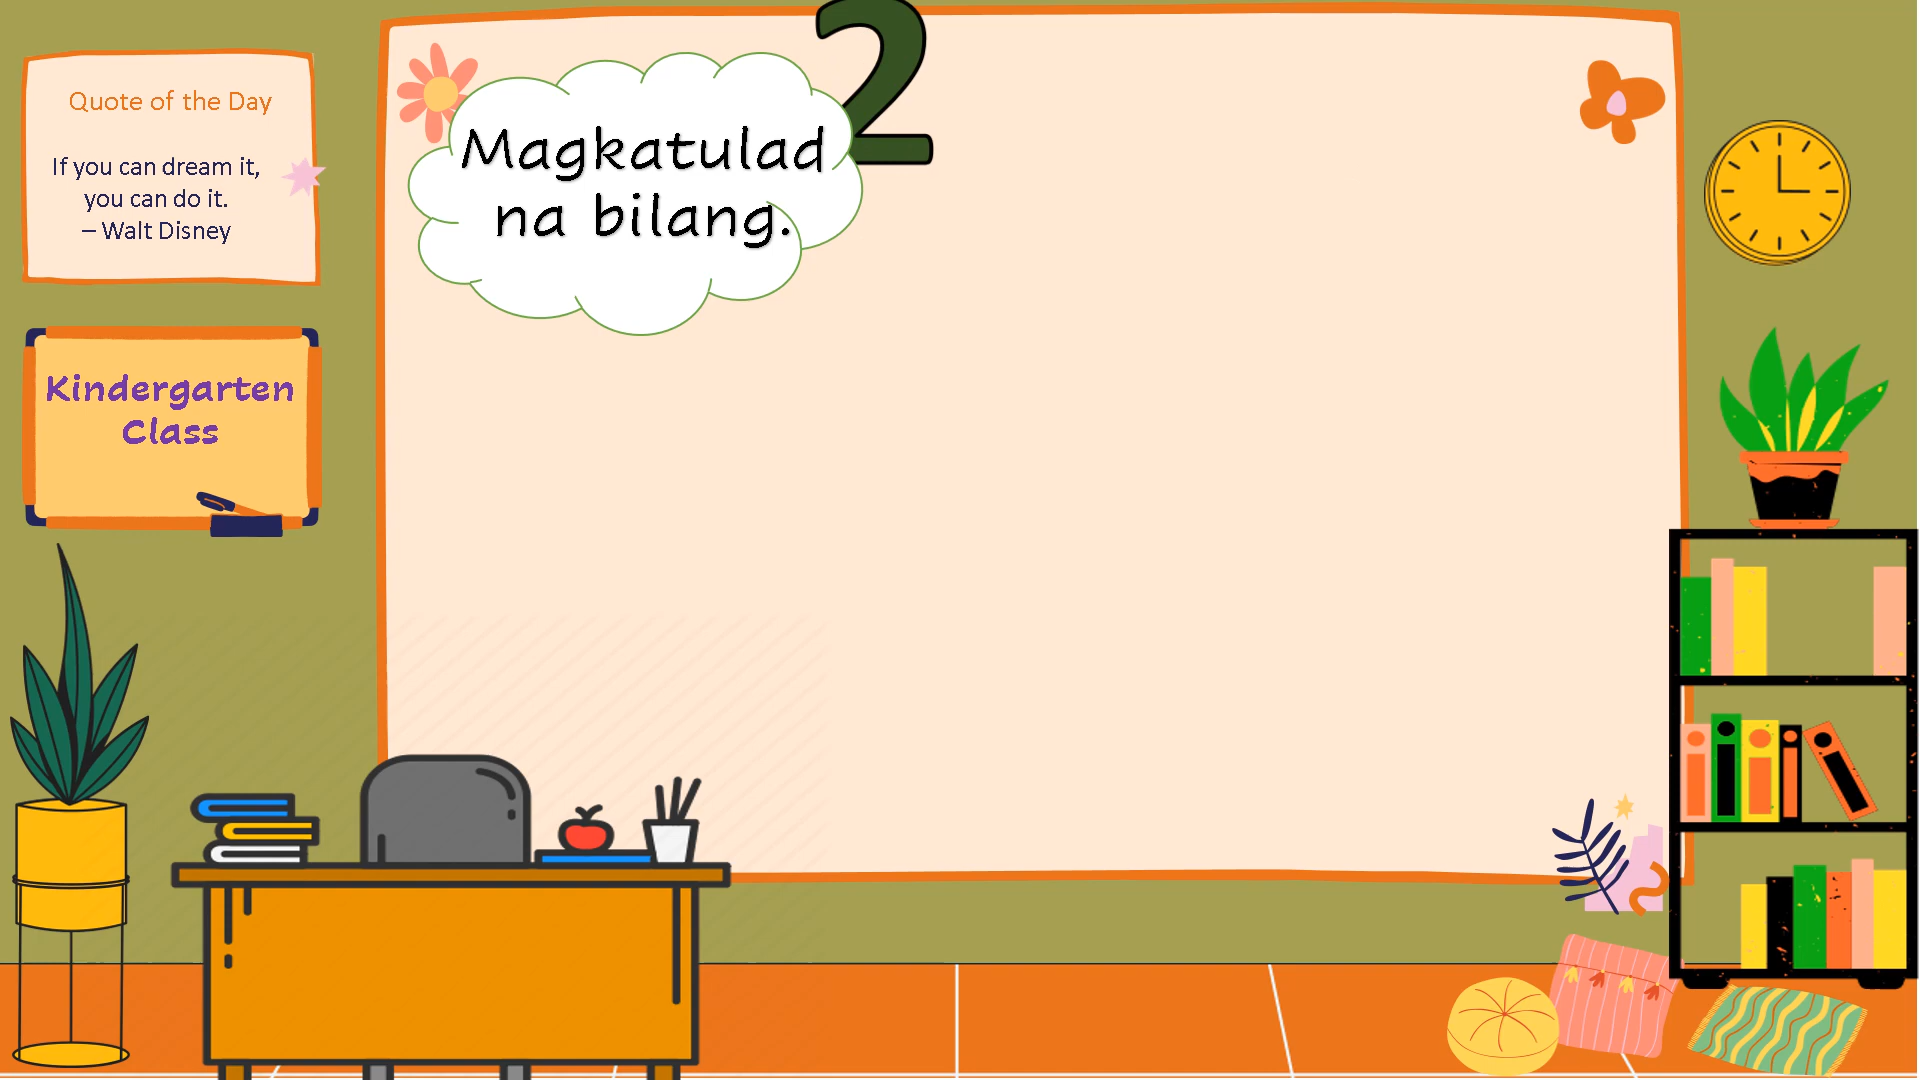 Quote of the Day
If you can dream it,
you can do it.
– Walt Disney
Kindergarten
Class
2
Magkatulad
na bilang.